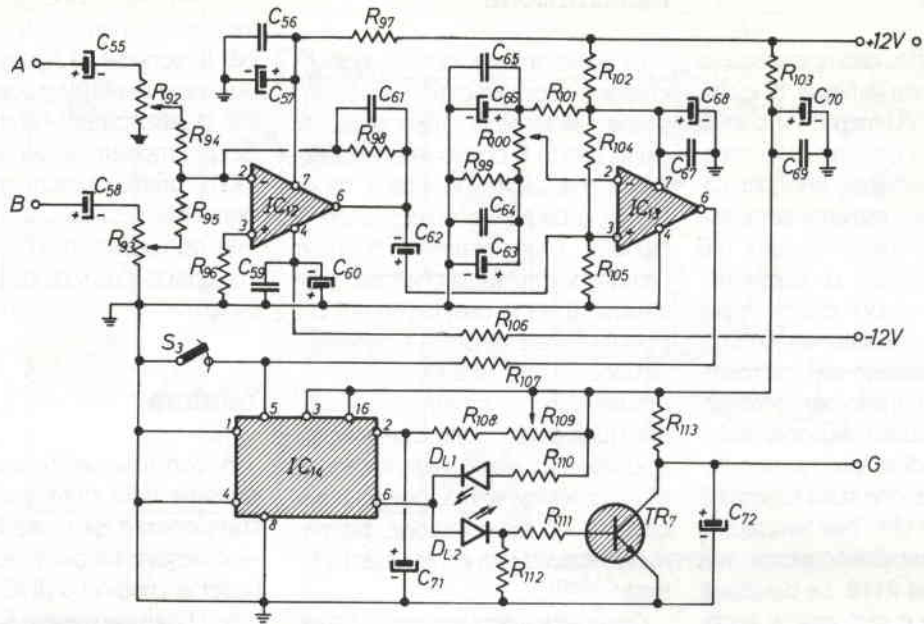 C56
R97
+12V
C55
A
R92
C57
C61
C65
C66
R101
R102
C68
R103
C70
R94
R98
R100
R104
C67
C69
C58
B
2
7
IC12
6
3
4
R99
2
7
IC13
6
3
4
R95
R93
R96
C59
C60
C62
C64
C63
R105
R106
-12V
S3
R107
5
3
16
1
2
R108
R109
R113
IC14
DL1
R110
G
4
6
8
DL2
R111
TR7
C72
C71
R112